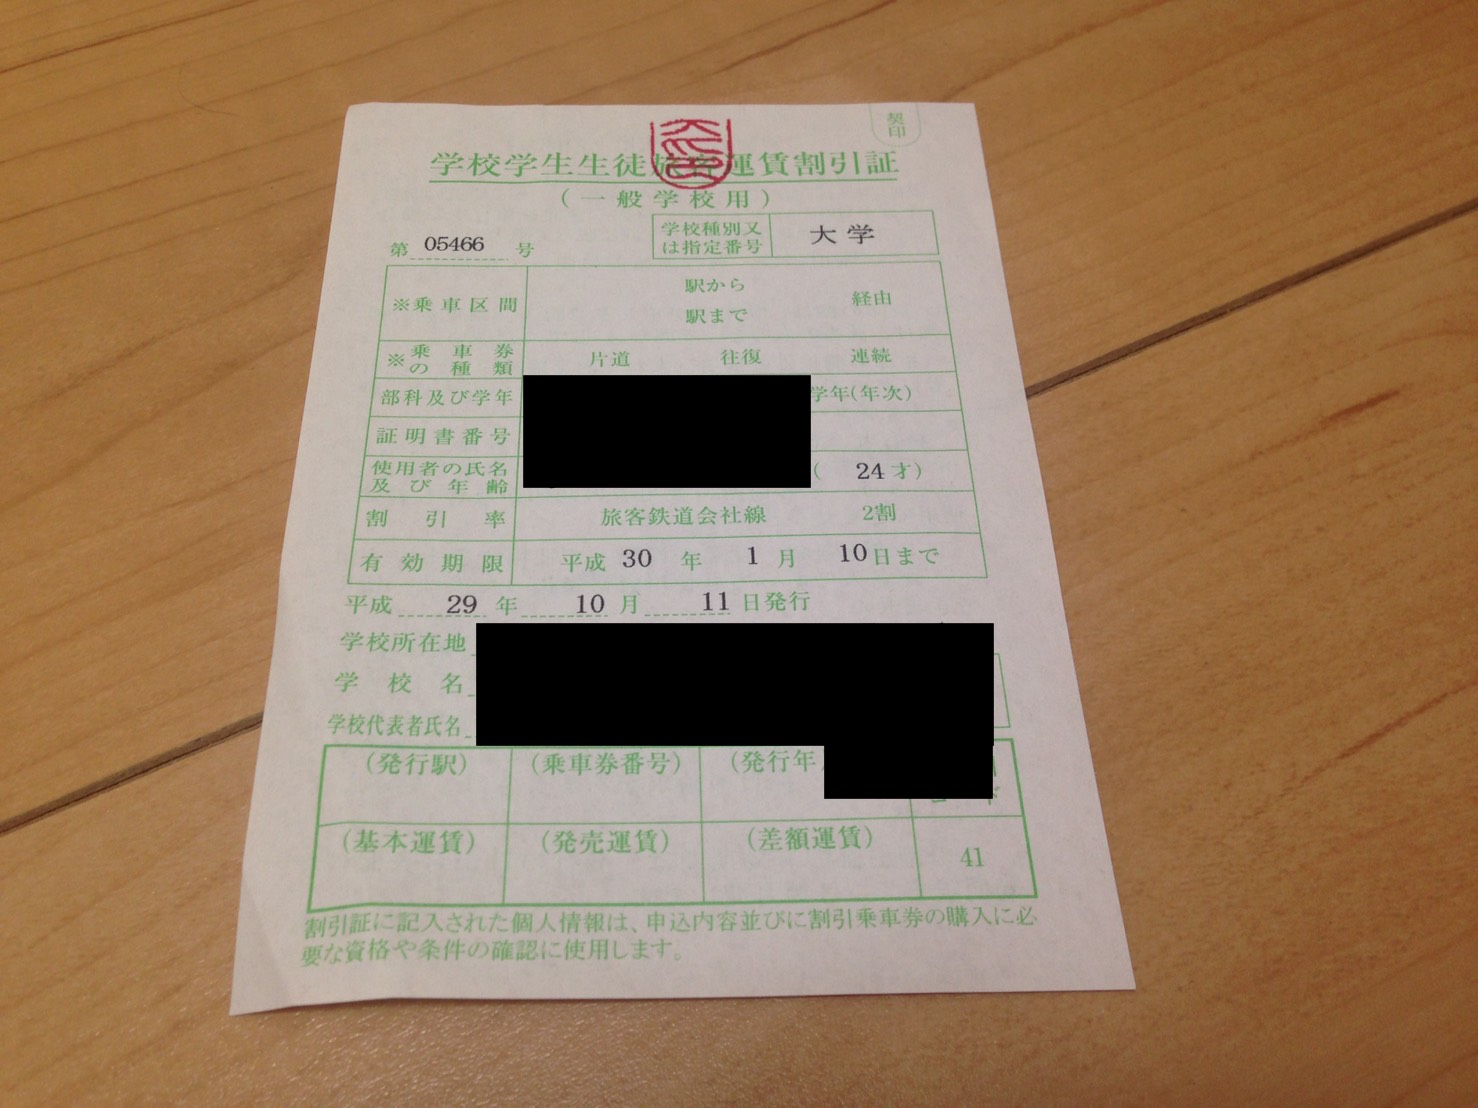 契印
学校学生生徒旅客運賃割引証
(一般学校用)
第 05466 号
学校種別又は指定番号 大学
※乗車区間 駅から 駅まで 経由
※乗車券の種類 片道 往復 連続
部科及び学年 学年(年次)
証明書番号
使用者の氏名及び年齢 ( 24 才)
割引率 旅客鉄道会社線 2割
有効期限 平成 30 年 1 月 10 日まで
平成 29 年 10 月 11 日発行
学校所在地
学校名
学校代表者氏名
(発行駅) (乗車券番号) (発行年
(基本運賃) (発売運賃) (差額運賃) 41
割引証に記入された個人情報は、申込内容並びに割引乗車券の購入に必
要な資格や条件の確認に使用します。